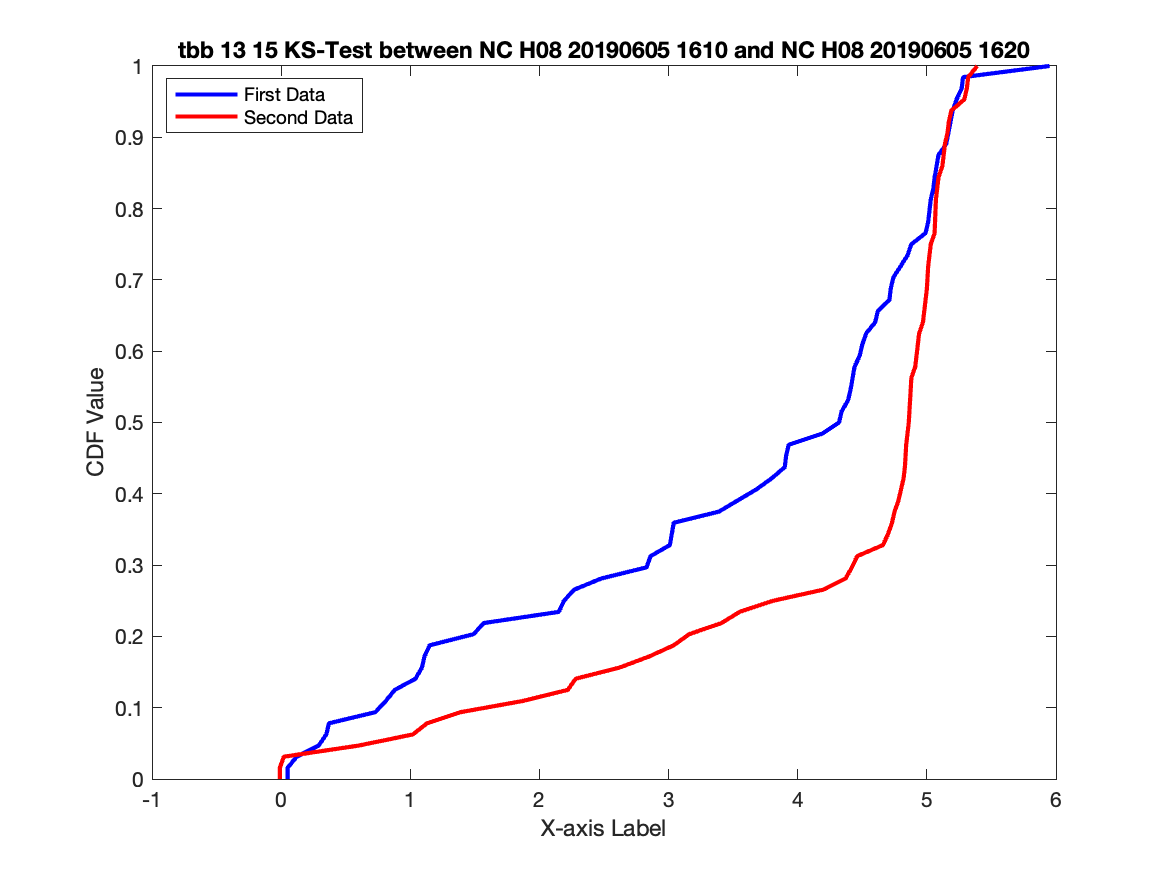 tbb 13 15 KS-Test between NC H08 20190605 1610 and NC H08 20190605 1620
First Data
Second Data
1
0.9
0.8
0.7
0.6
0.5
0.4
0.3
0.2
0.1
0
CDF Value
-1 0 1 2 3 4 5 6
X-axis Label